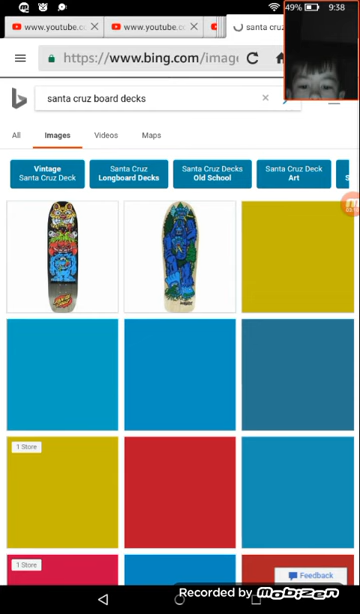 49% 9:38
www.youtube.c
www.youtube.co
santa cruz
https://www.bing.com/image
santa cruz board decks
All Images Videos Maps
Vintage
Santa Cruz Deck
Santa Cruz
Longboard Decks
Santa Cruz Decks
Old School
Santa Cruz Deck
Art
S
1 Store
1 Store
Feedback
Recorded by Mobizen